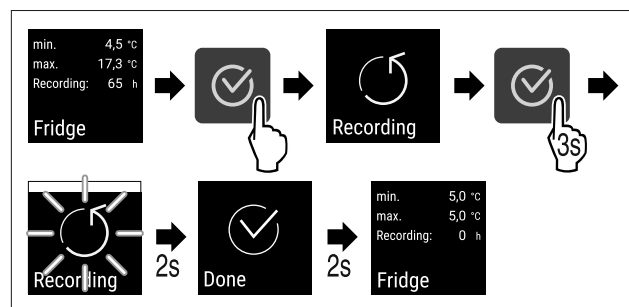 min. 4,5 °C
max. 17,3 °C
Recording: 65 h
Fridge
Recording
3s
Recording
2s
Done
2s
min. 5,0 °C
max. 5,0 °C
Recording: 0 h
Fridge